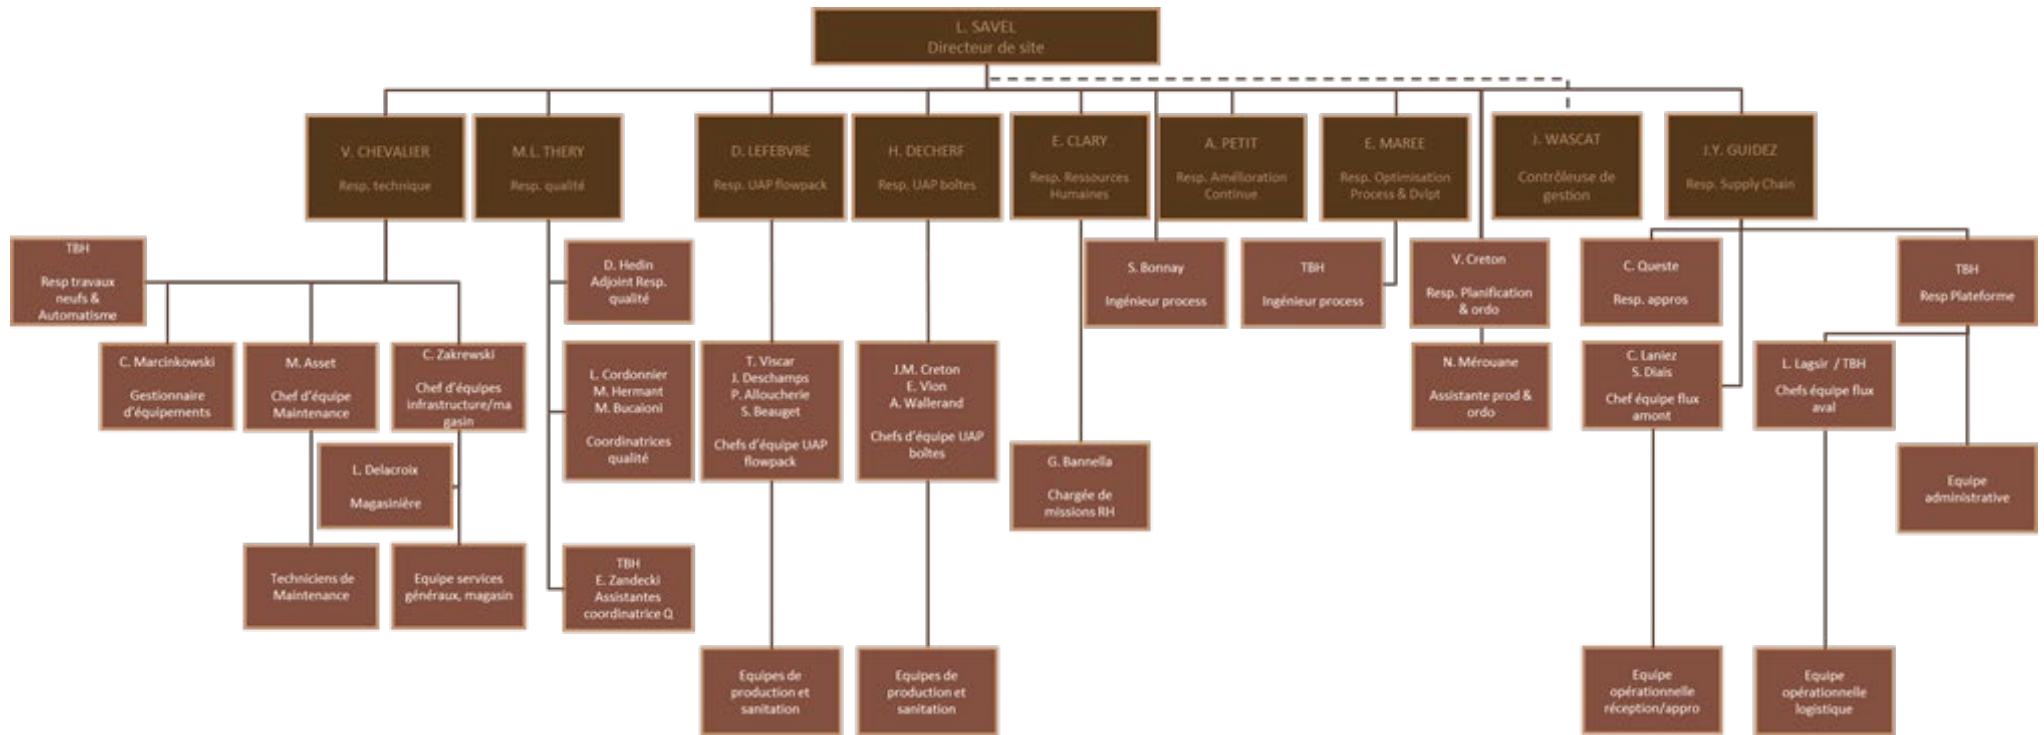 L. SAVEL
Directeur de site
V. CHEVALIER
Resp. technique
M.L. THERY
Resp. qualité
D. LEFEBVRE
Resp. UAP flowpack
H. DECHERF
Resp. UAP boîtes
E. CLARY
Resp. Ressources
Humaines
A. PETIT
Resp. Amélioration
Continue
E. MAREE
Resp. Optimisation
Process & Dvlpt
J. WASCAT
Contrôleuse de
gestion
J.Y. GUIDEZ
Resp. Supply Chain
TBH
Resp travaux
neufs &
Automatisme
D. Hedin
Adjoint Resp.
qualité
S. Bonnay
Ingénieur process
TBH
Ingénieur process
V. Creton
Resp. Planification
& ordo
C. Queste
Resp. appros
TBH
Resp Plateforme
C. Marcinkowski
Gestionnaire
d'équipements
M. Asset
Chef d'équipe
Maintenance
C. Zakrewski
Chef d'équipes
infrastructure/ma
gasin
L. Cordonnier
M. Hermant
M. Bucaioni
Coordinatrices
qualité
T. Viscar
J. Deschamps
P. Alloucherie
S. Beauget
Chefs d'équipe UAP
flowpack
J.M. Creton
E. Vion
A. Wallerand
Chefs d'équipe UAP
boîtes
N. Mérouane
Assistante prod &
ordo
C. Laniez
S. Diais
Chef équipe flux
amont
L. Lagsir / TBH
Chefs équipe flux
aval
L. Delacroix
Magasinière
G. Bannella
Chargée de
missions RH
Equipe
administrative
Techniciens de
Maintenance
Equipe services
généraux, magasin
TBH
E. Zandecki
Assistantes
coordinatrice Q
Equipes de
production et
sanitation
Equipes de
production et
sanitation
Equipe
opérationnelle
réception/appro
Equipe
opérationnelle
logistique